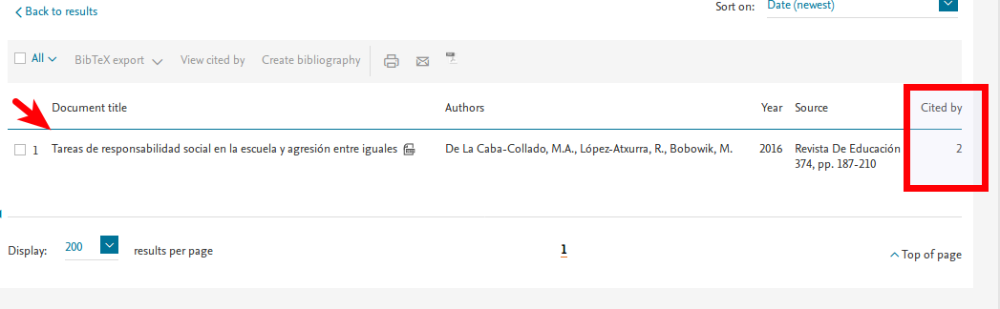 Back to results
Sort on: Date (newest)
All BibTeX export View cited by Create bibliography
Document title Authors Year Source Cited by
1 Tareas de responsabilidad social en la escuela y agresión entre iguales De La Caba-Collado, M.A., López-Atxurra, R., Bobowik, M. 2016 Revista De Educación 2
374, pp. 187-210
Display: 200 results per page 1 Top of page